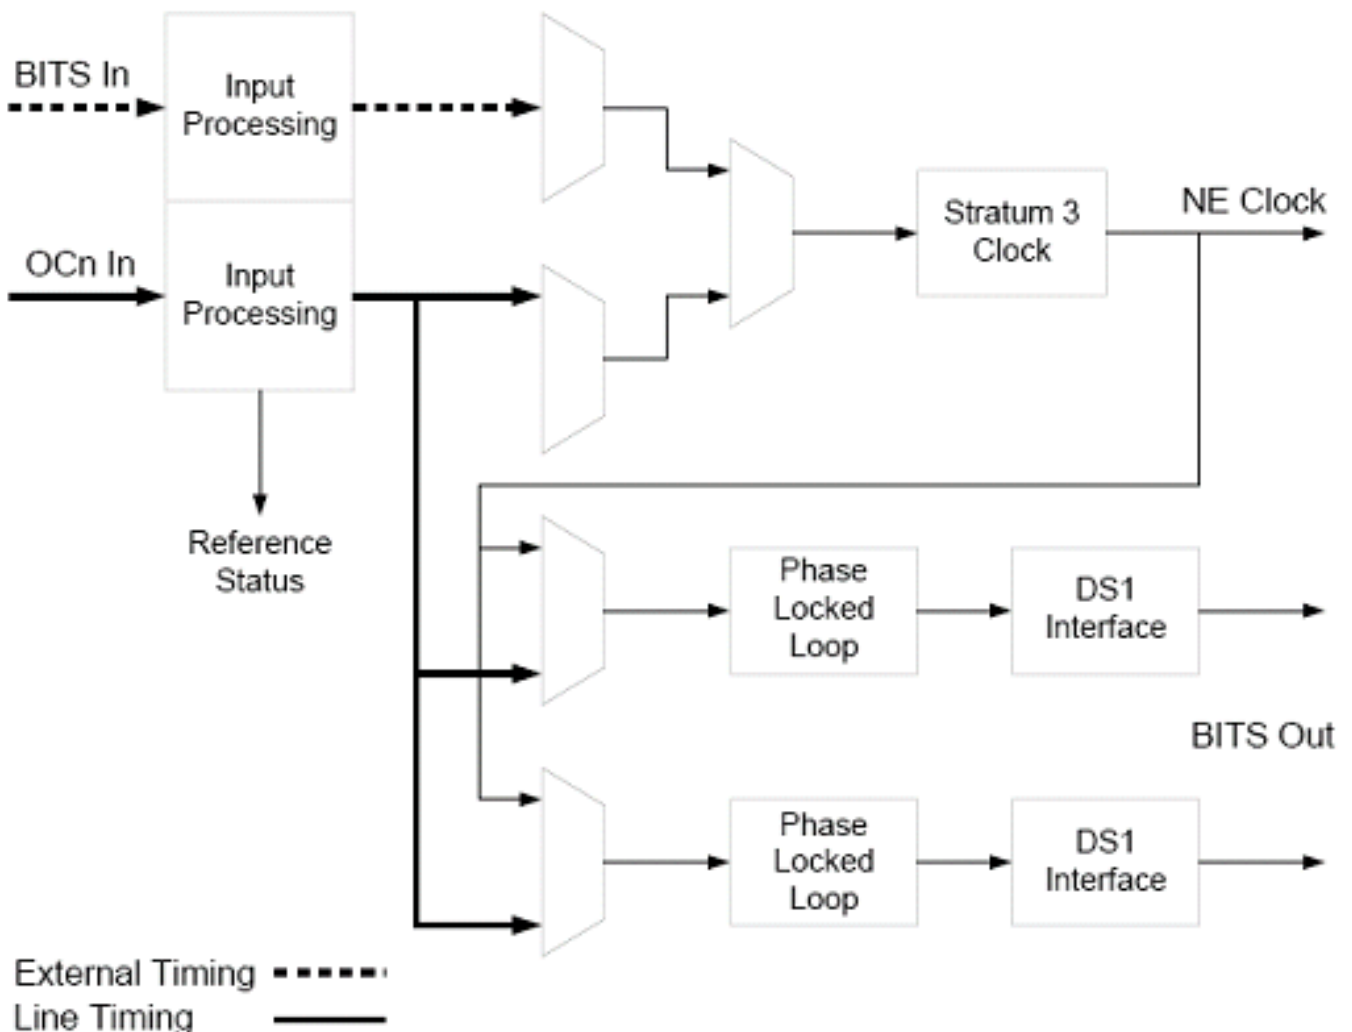 BITS In
Input
Processing
NE Clock
Stratum 3
Clock
OCn In
Input
Processing
Reference
Status
Phase
Locked
Loop
DS1
Interface
BITS Out
Phase
Locked
Loop
DS1
Interface
External Timing
Line Timing